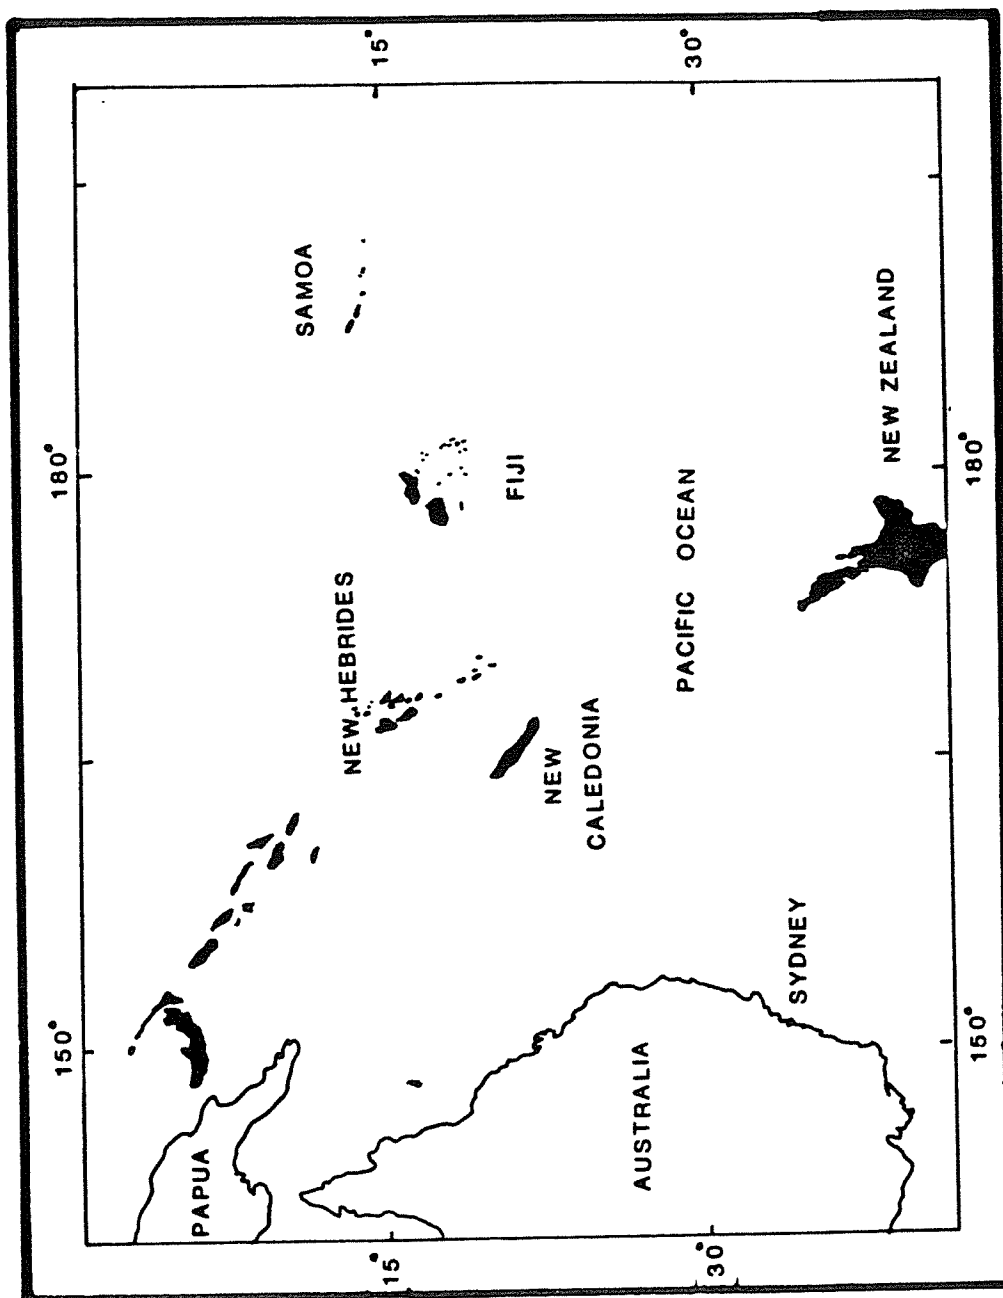 150°
180°
PAPUA
SAMOA
15°
15°
NEW HEBRIDES
FIJI
NEW
CALEDONIA
AUSTRALIA
PACIFIC OCEAN
30°
30°
SYDNEY
NEW ZEALAND
150°
180°